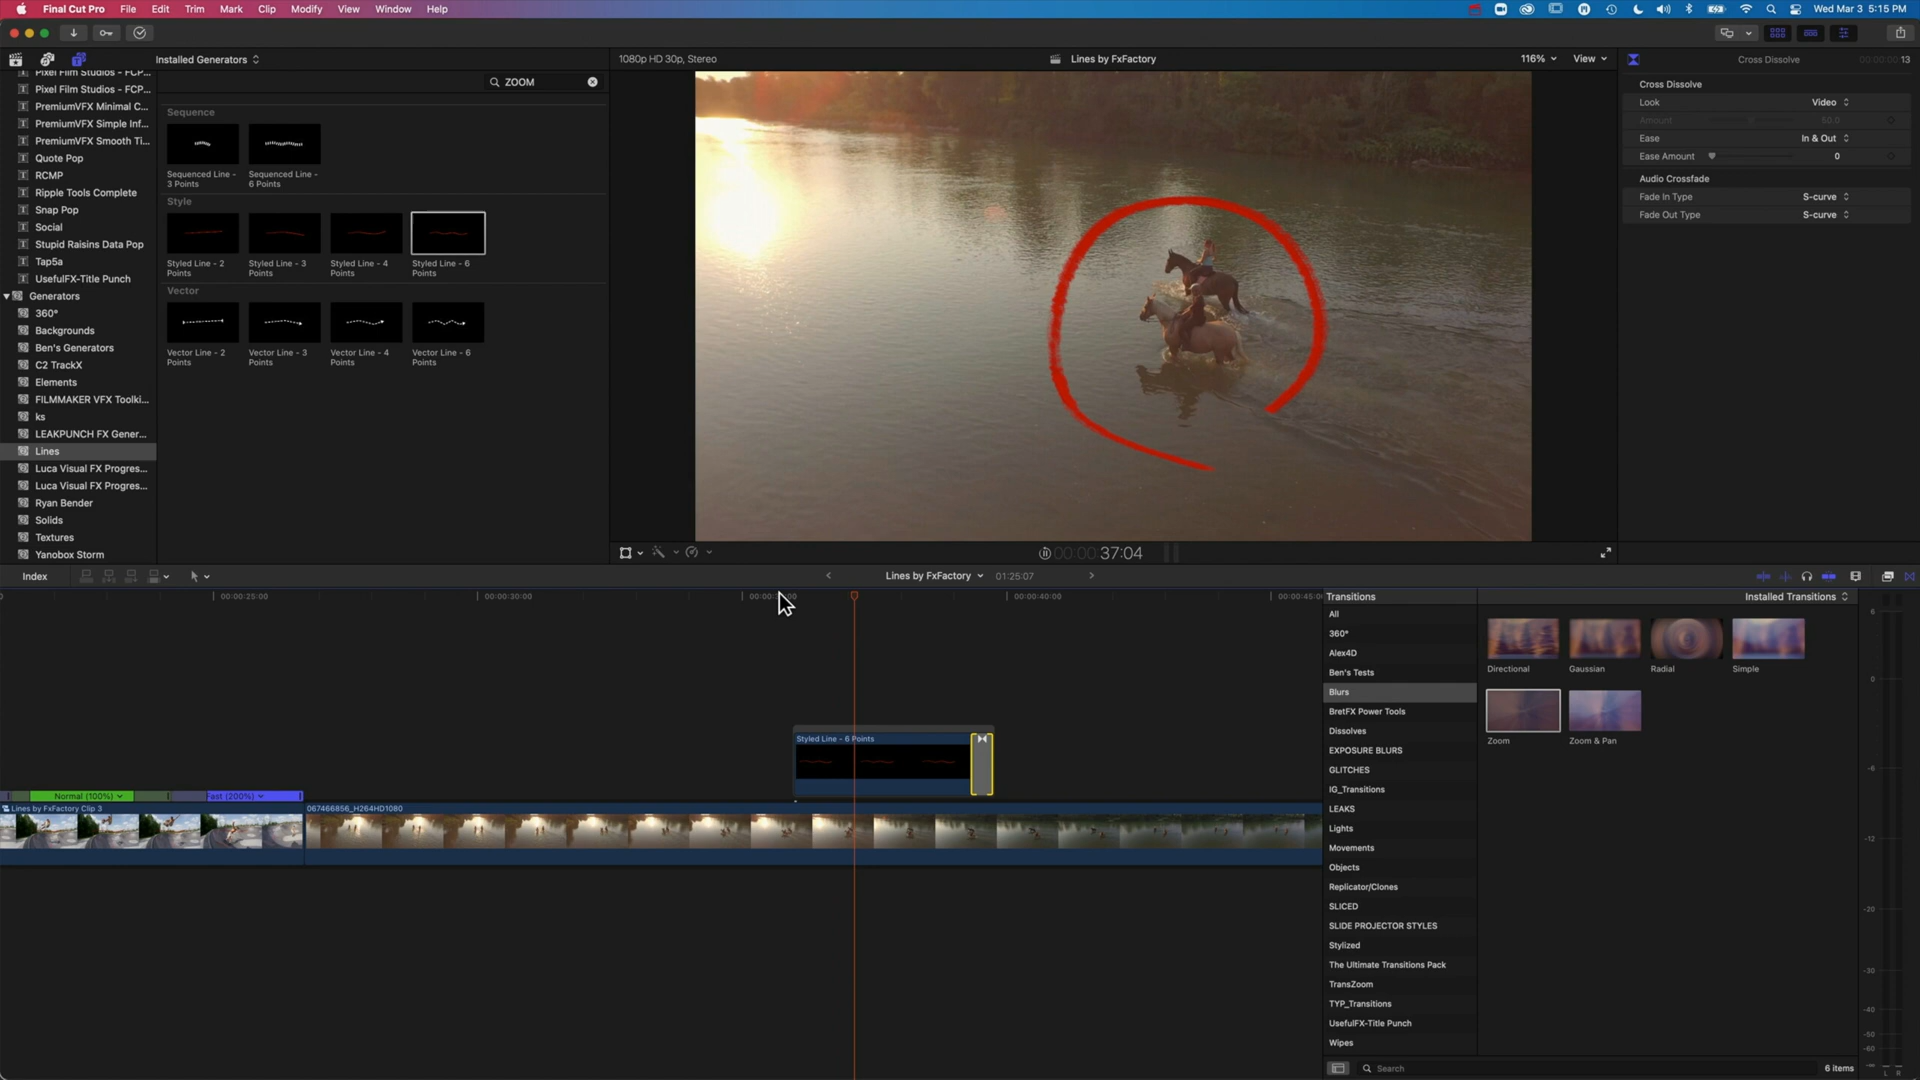 Final Cut Pro File Edit Trim Mark Clip Modify View Window Help
Wed Mar 3 5:15 PM
Installed Generators
1080p HD 30p, Stereo
Lines by FxFactory
116%
View
Cross Dissolve
13
Pixel Film Studios - FCP...
Pixel Film Studios - FCP...
PremiumVFX Minimal C...
PremiumVFX Simple Inf...
PremiumVFX Smooth Ti...
Quote Pop
RCMP
Ripple Tools Complete
Snap Pop
Social
Stupid Raisins Data Pop
Tap5a
UsefulFX-Title Punch
Generators
360°
Backgrounds
Ben's Generators
C2 TrackX
Elements
FILMMAKER VFX Toolki...
ks
LEAKPUNCH FX Gener...
Lines
Luca Visual FX Progres...
Luca Visual FX Progres...
Ryan Bender
Solids
Textures
Yanobox Storm
ZOOM
Sequence
Sequenced Line - 3 Points
Sequenced Line - 6 Points
Style
Styled Line - 2 Points
Styled Line - 3 Points
Styled Line - 4 Points
Styled Line - 6 Points
Vector
Vector Line - 2 Points
Vector Line - 3 Points
Vector Line - 4 Points
Vector Line - 6 Points
Cross Dissolve
Look Video
Amount 50.0
Ease In & Out
Ease Amount 0
Audio Crossfade
Fade In Type S-curve
Fade Out Type S-curve
00:00:37:04
Index
Lines by FxFactory 01:25:07
00:00:25:00
00:00:30:00
00:00:40:00
Styled Line - 6 Points
Normal (100%)
Fast (200%)
Lines by FxFactory Clip 3
067466856_H264HD1080
Transitions
Installed Transitions
All
360°
Alex4D
Ben's Tests
Blurs
BretFX Power Tools
Dissolves
EXPOSURE BLURS
GLITCHES
IG_Transitions
LEAKS
Lights
Movements
Objects
Replicator/Clones
SLICED
SLIDE PROJECTOR STYLES
Stylized
The Ultimate Transitions Pack
TransZoom
TYP_Transitions
UsefulFX-Title Punch
Wipes
Directional
Gaussian
Radial
Simple
Zoom
Zoom & Pan
Search
6 items
6
0
-6
-12
-20
-30
-40
-50
-60
L R